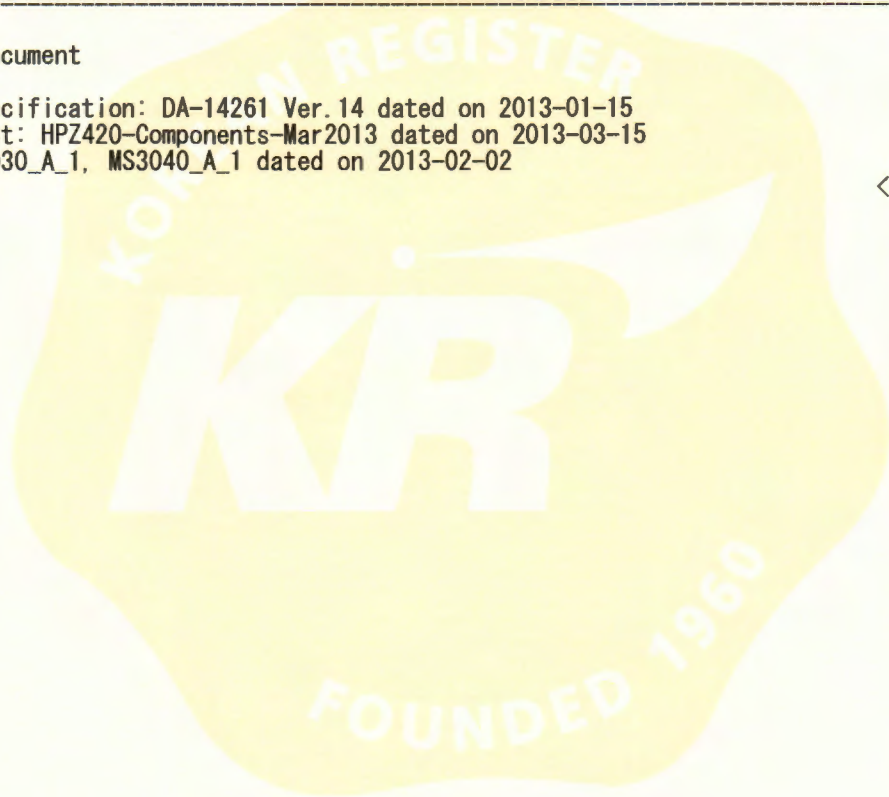 cument
cification: DA-14261 Ver.14 dated on 2013-01-15
t: HPZ420-Components-Mar2013 dated on 2013-03-15
30_A_1, MS3040_A_1 dated on 2013-02-02
<
KOREAN REGISTER
KR
FOUNDED 1960